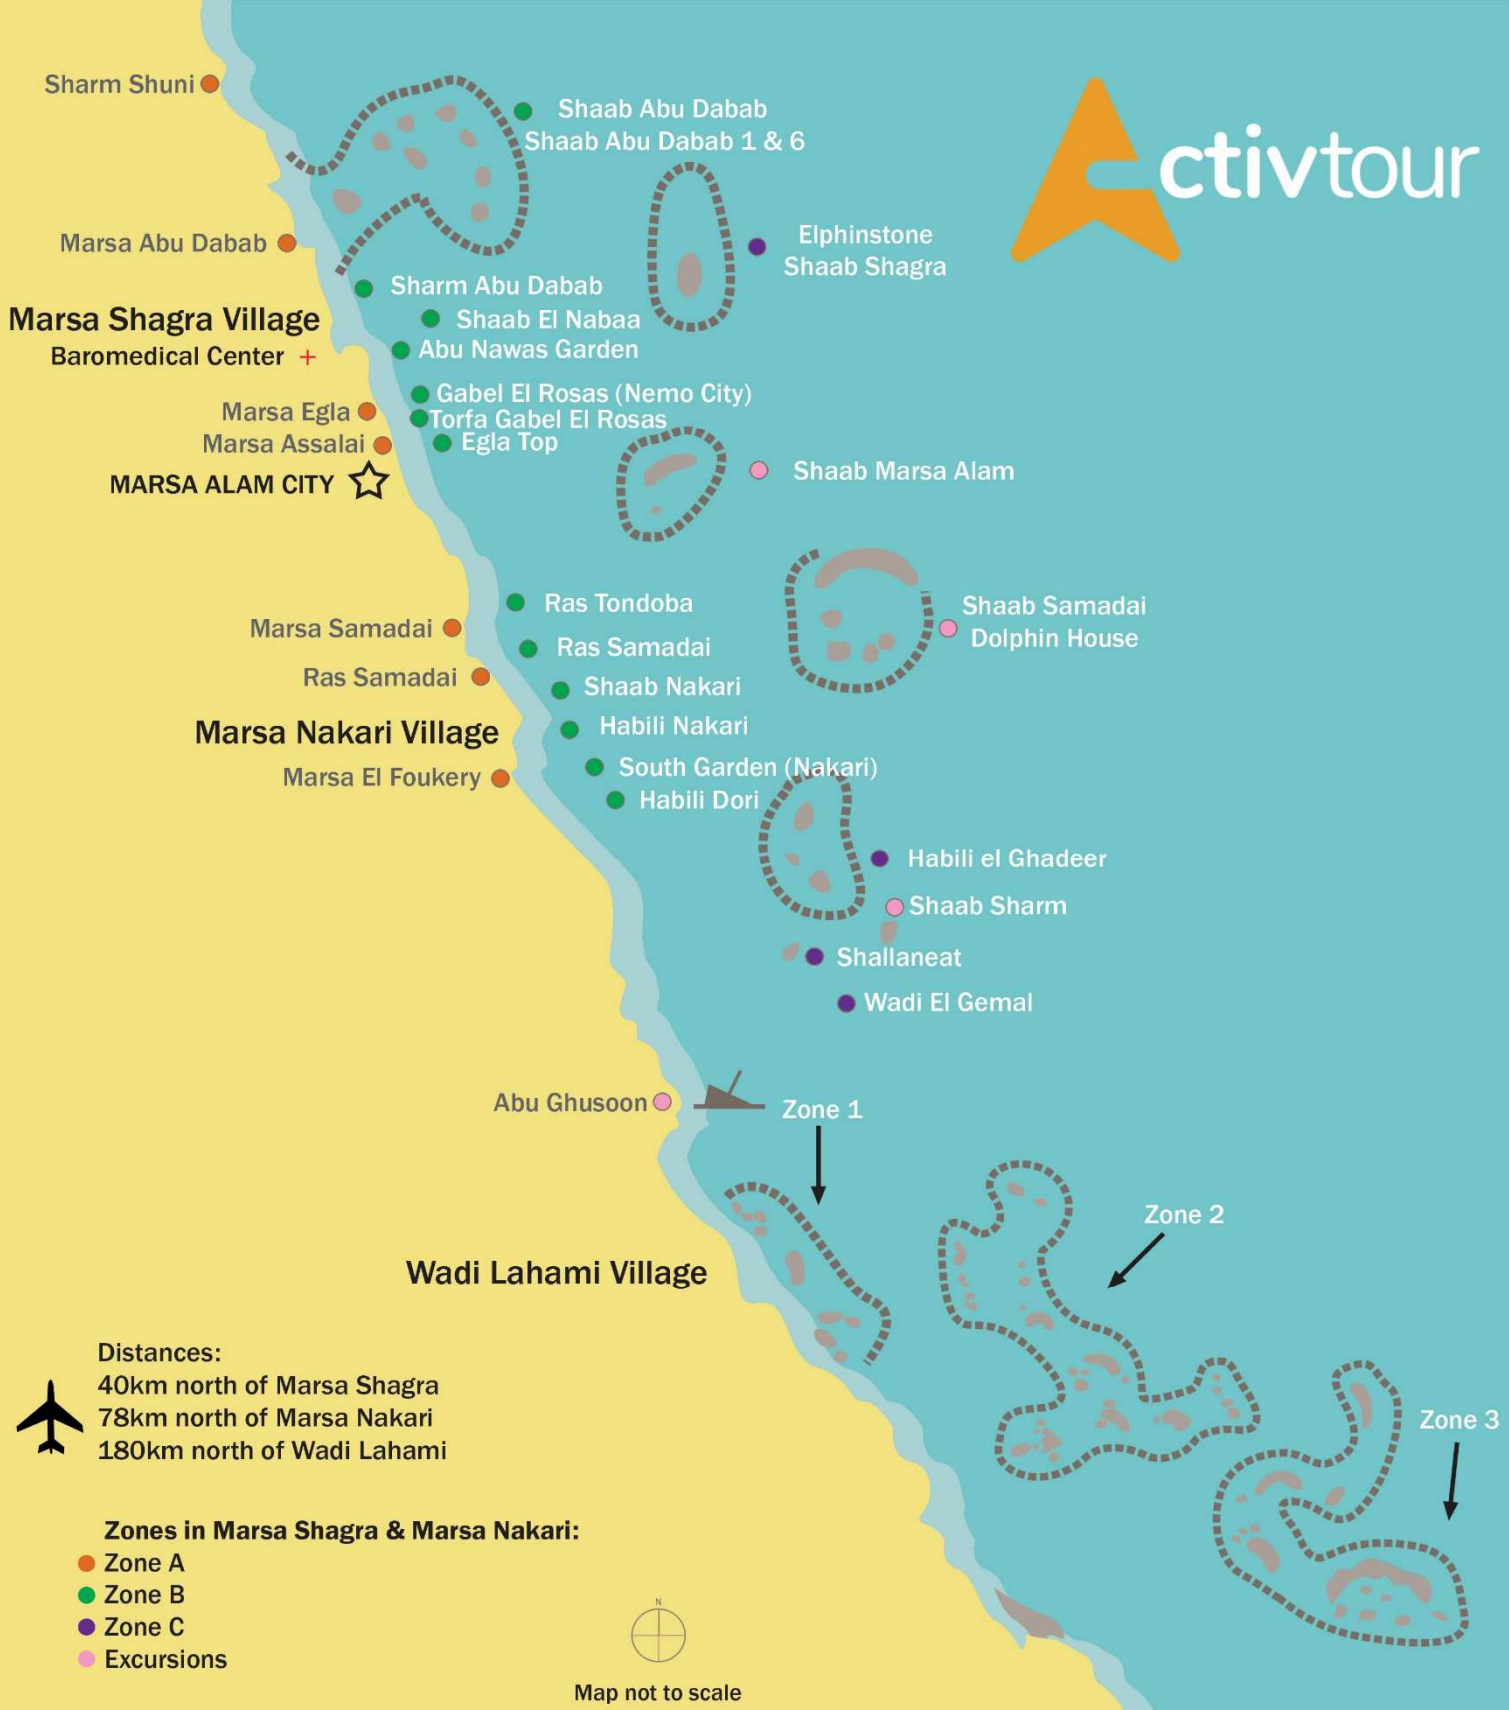 Sharm Shuni
Shaab Abu Dabab
Shaab Abu Dabab 1 & 6
Activtour
Marsa Abu Dabab
Elphinstone
Shaab Shagra
Sharm Abu Dabab
Marsa Shagra Village
Shaab El Nabaa
Baromedical Center +
Abu Nawas Garden
Gabel El Rosas (Nemo City)
Marsa Egla
Torfa Gabel El Rosas
Marsa Assalai
Egla Top
MARSA ALAM CITY
Shaab Marsa Alam
Ras Tondoba
Shaab Samadai
Dolphin House
Marsa Samadai
Ras Samadai
Ras Samadai
Shaab Nakari
Marsa Nakari Village
Habili Nakari
South Garden (Nakari)
Marsa El Foukery
Habili Dori
Habili el Ghadeer
Shaab Sharm
Shallaneat
Wadi El Gemal
Abu Ghusoon
Zone 1
Zone 2
Wadi Lahami Village
Zone 3
Distances:
40km north of Marsa Shagra
78km north of Marsa Nakari
180km north of Wadi Lahami
Zones in Marsa Shagra & Marsa Nakari:
Zone A
Zone B
Zone C
Excursions
N
Map not to scale